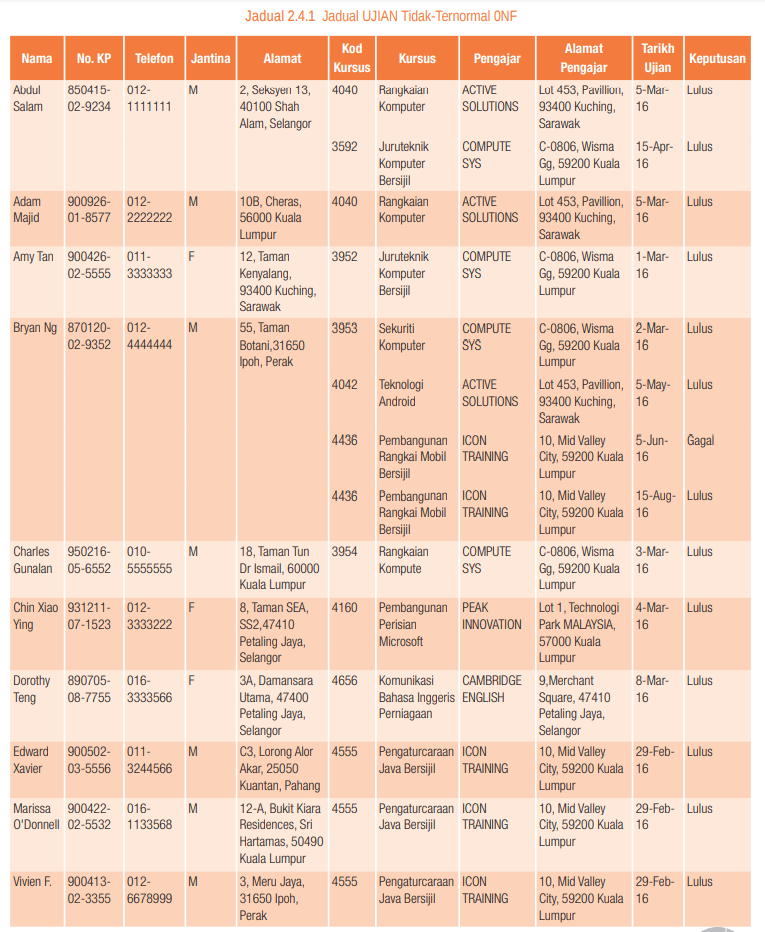 Jadual 2.4.1 Jadual UJIAN Tidak-Ternormal 0NF
Nama No. KP Telefon Jantina Alamat Kod Kursus Kursus Pengajar Alamat Pengajar Tarikh Ujian Keputusan
Abdul 850415- 012- M 2, Seksyen 13, 4040 Rangkaian ACTIVE Lot 453, Pavillion, 5-Mar- Lulus
Salam 02-9234 1111111 40100 Shah Komputer SOLUTIONS 93400 Kuching, 16
Alam, Selangor Sarawak
3592 Juruteknik COMPUTE C-0806, Wisma 15-Apr- Lulus
Komputer SYS Gg, 59200 Kuala 16
Bersijil Lumpur
Adam 900926- 012- M 10B, Cheras, 4040 Rangkaian ACTIVE Lot 453, Pavillion, 5-Mar- Lulus
Majid 01-8577 2222222 56000 Kuala Komputer SOLUTIONS 93400 Kuching, 16
Lumpur Sarawak
Amy Tan 900426- 011- F 12, Taman 3952 Juruteknik COMPUTE C-0806, Wisma 1-Mar- Lulus
02-5555 3333333 Kenyalang, Komputer SYS Gg, 59200 Kuala 16
93400 Kuching, Bersijil Lumpur
Sarawak
Bryan Ng 870120- 012- M 55, Taman 3953 Sekuriti COMPUTE C-0806, Wisma 2-Mar- Lulus
02-9352 4444444 Botani,31650 Komputer SYS Gg, 59200 Kuala 16
Ipoh, Perak Lumpur
4042 Teknologi ACTIVE Lot 453, Pavillion, 5-May- Lulus
Android SOLUTIONS 93400 Kuching, 16
Sarawak
4436 Pembangunan ICON 10, Mid Valley 5-Jun- Gagal
Rangkai Mobil TRAINING City, 59200 Kuala 16
Bersijil Lumpur
4436 Pembangunan ICON 10, Mid Valley 15-Aug- Lulus
Rangkai Mobil TRAINING City, 59200 Kuala 16
Bersijil Lumpur
Charles 950216- 010- M 18, Taman Tun 3954 Rangkaian COMPUTE C-0806, Wisma 3-Mar- Lulus
Gunalan 05-6552 5555555 Dr Ismail, 60000 Kompute SYS Gg, 59200 Kuala 16
Kuala Lumpur Lumpur
Chin Xiao 931211- 012- F 8, Taman SEA, 4160 Pembangunan PEAK Lot 1, Technologi 4-Mar- Lulus
Ying 07-1523 3333222 SS2,47410 Perisian INNOVATION Park MALAYSIA, 16
Petaling Jaya, Microsoft 57000 Kuala
Selangor Lumpur
Dorothy 890705- 016- F 3A, Damansara 4656 Komunikasi CAMBRIDGE 9,Merchant 8-Mar- Lulus
Teng 08-7755 3333566 Utama, 47400 Bahasa Inggeris ENGLISH Square, 47410 16
Petaling Jaya, Perniagaan Petaling Jaya,
Selangor Selangor
Edward 900502- 011- M C3, Lorong Alor 4555 Pengaturcaraan ICON 10, Mid Valley 29-Feb- Lulus
Xavier 03-5556 3244566 Akar, 25050 Java Bersijil TRAINING City, 59200 Kuala 16
Kuantan, Pahang Lumpur
Marissa 900422- 016- M 12-A, Bukit Kiara 4555 Pengaturcaraan ICON 10, Mid Valley 29-Feb- Lulus
O'Donnell 02-5532 1133568 Residences, Sri Java Bersijil TRAINING City, 59200 Kuala 16
Hartamas, 50490 Lumpur
Kuala Lumpur
Vivien F. 900413- 012- M 3, Meru Jaya, 4555 Pengaturcaraan ICON 10, Mid Valley 29-Feb- Lulus
02-3355 6678999 31650 Ipoh, Java Bersijil TRAINING City, 59200 Kuala 16
Perak Lumpur